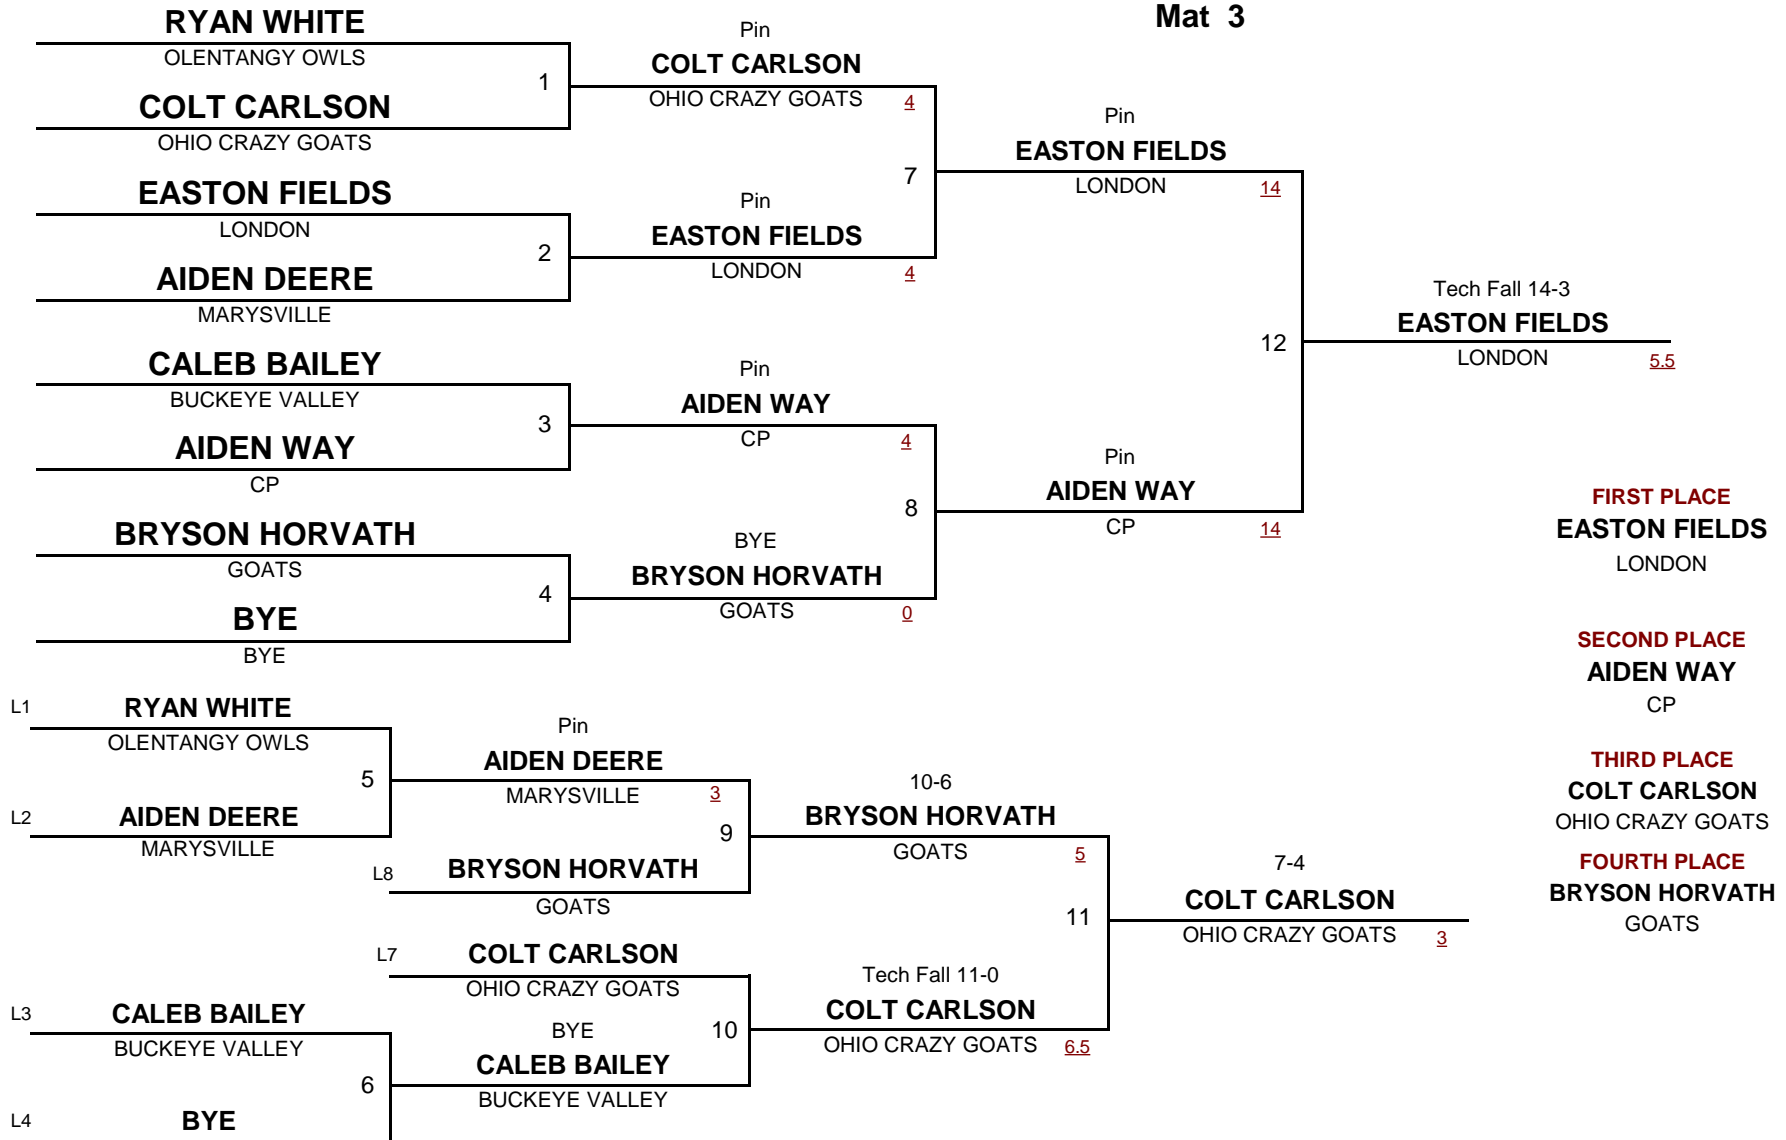 Mat 3
RYAN WHITE
OLENTANGY OWLS
1
COLT CARLSON
OHIO CRAZY GOATS
EASTON FIELDS
LONDON
2
AIDEN DEERE
MARYSVILLE
CALEB BAILEY
BUCKEYE VALLEY
3
AIDEN WAY
CP
BRYSON HORVATH
GOATS
4
BYE
BYE
Pin
COLT CARLSON
OHIO CRAZY GOATS 4
7
Pin
EASTON FIELDS
LONDON 4
Pin
AIDEN WAY
CP 4
8
BYE
BRYSON HORVATH
GOATS 0
Pin
EASTON FIELDS
LONDON 14
12
Pin
AIDEN WAY
CP 14
Tech Fall 14-3
EASTON FIELDS
LONDON 5.5
FIRST PLACE
EASTON FIELDS
LONDON
SECOND PLACE
AIDEN WAY
CP
THIRD PLACE
COLT CARLSON
OHIO CRAZY GOATS
FOURTH PLACE
BRYSON HORVATH
GOATS
L1 RYAN WHITE
OLENTANGY OWLS
5
L2 AIDEN DEERE
MARYSVILLE
Pin
AIDEN DEERE
MARYSVILLE 3
9
L8 BRYSON HORVATH
GOATS
L7 COLT CARLSON
OHIO CRAZY GOATS
10
BYE
CALEB BAILEY
BUCKEYE VALLEY
L3 CALEB BAILEY
BUCKEYE VALLEY
6
L4 BYE
10-6
BRYSON HORVATH
GOATS 5
11
Tech Fall 11-0
COLT CARLSON
OHIO CRAZY GOATS 6.5
7-4
COLT CARLSON
OHIO CRAZY GOATS 3